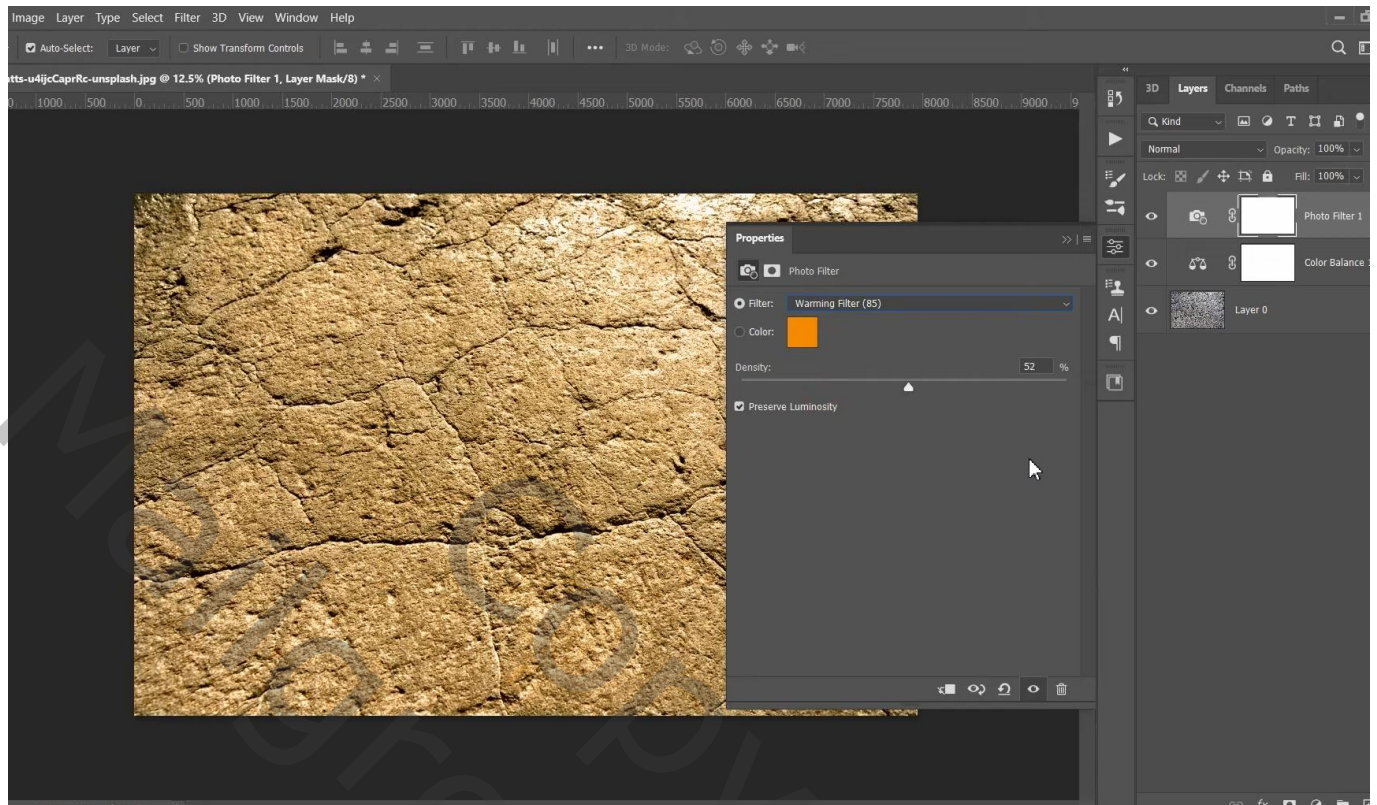 Image Layer Type Select Filter 3D View Window Help
Auto-Select: Layer Show Transform Controls 3D Mode:
atts-u4ijcCaprRc-unsplash.jpg @ 12.5% (Photo Filter 1, Layer Mask/8) * ×
1000 500 0 500 1000 1500 2000 2500 3000 3500 4000 4500 5000 5500 6000 6500 7000 7500 8000 8500 9000 9
3D Layers Channels Paths
Kind
Normal Opacity: 100%
Lock: Fill: 100%
Photo Filter 1
Color Balance 1
Layer 0
Properties
Photo Filter
Filter: Warming Filter (85)
Color:
Density: 52 %
Preserve Luminosity